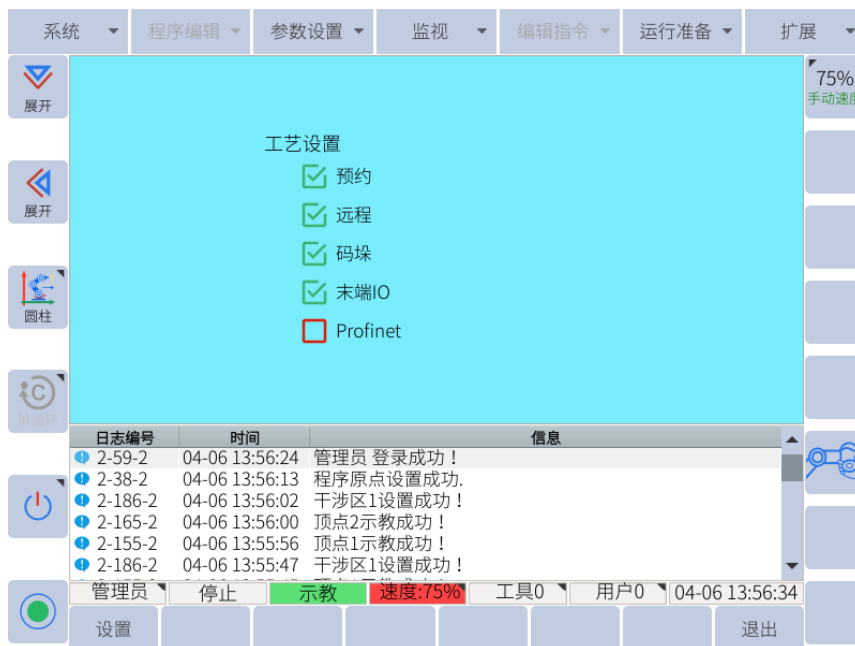 系统 程序编辑 参数设置 监视 编辑指令 运行准备 扩展
展开
75%
手动速度
展开
圆柱
工艺设置
预约
远程
码垛
末端IO
Profinet
日志编号 时间 信息
2-59-2 04-06 13:56:24 管理员 登录成功！
2-38-2 04-06 13:56:13 程序原点设置成功.
2-186-2 04-06 13:56:02 干涉区1设置成功！
2-165-2 04-06 13:56:00 顶点2示教成功！
2-155-2 04-06 13:55:56 顶点1示教成功！
2-186-2 04-06 13:55:47 干涉区1设置成功！
管理员 停止 示教 速度:75% 工具0 用户0 04-06 13:56:34
设置 退出